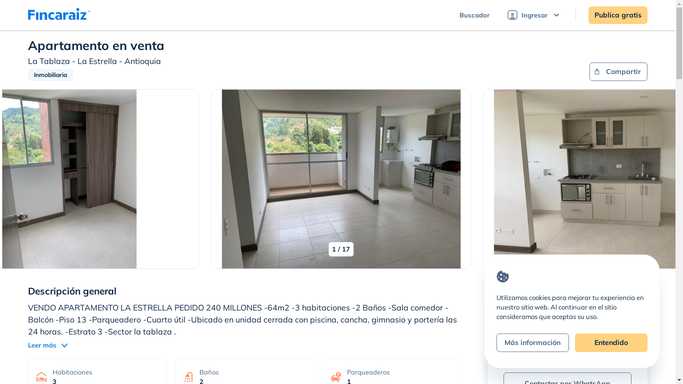 Fincaraiz
Buscador
Ingresar
Publica gratis
Apartamento en venta
La Tablaza - La Estrella - Antioquia
Inmobiliaria
Compartir
1 / 17
Descripción general
VENDO APARTAMENTO LA ESTRELLA PEDIDO 240 MILLONES -64m2 -3 habitaciones -2 Baños -Sala comedor -
Balcón -Piso 13 -Parqueadero -Cuarto útil -Ubicado en unidad cerrada con piscina, cancha, gimnasio y portería las
24 horas. -Estrato 3 -Sector la tablaza .
Leer más
Habitaciones
3
Baños
2
Parqueaderos
1
Utilizamos cookies para mejorar tu experiencia en
nuestro sitio web. Al continuar en el sitio
consideramos que aceptas su uso.
Más información
Entendido
Contactar por WhatsApp